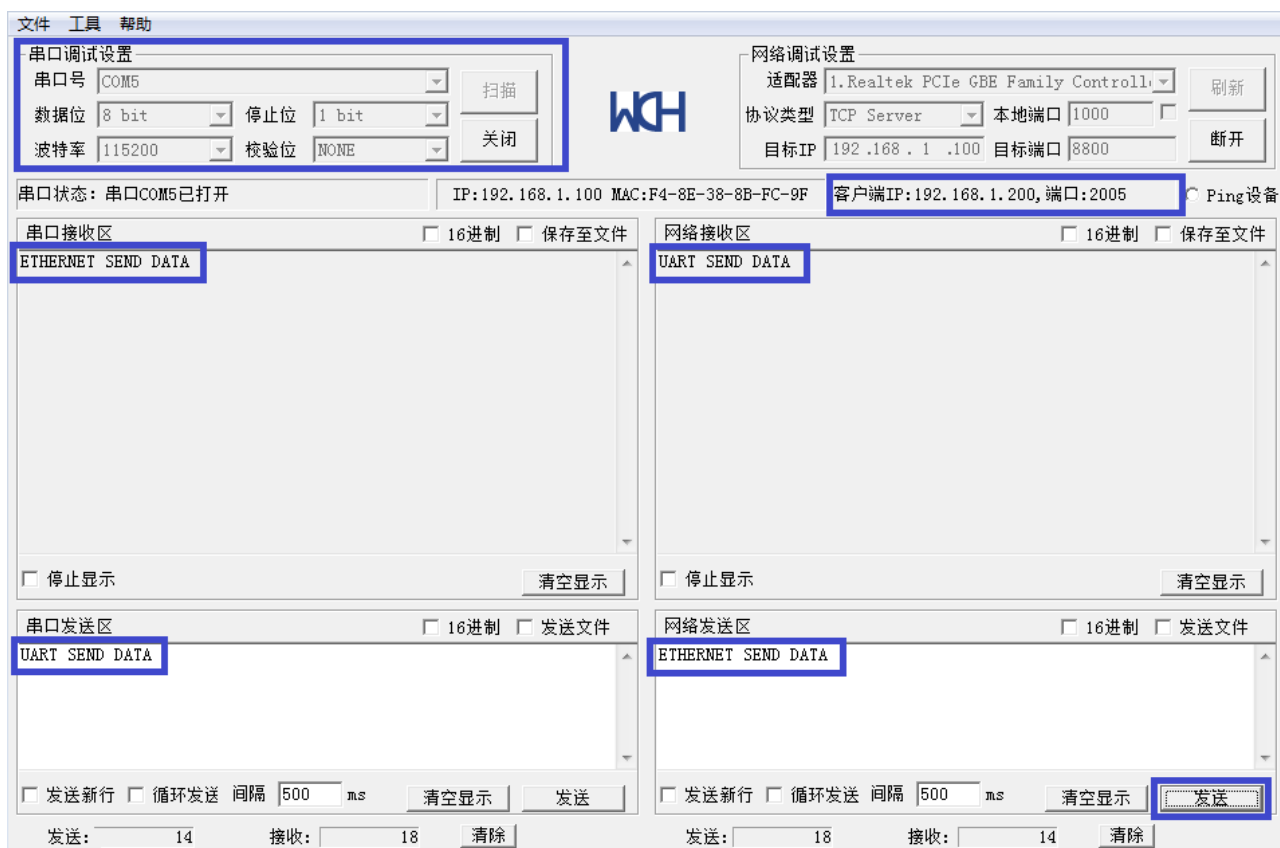 文件 工具 帮助
串口调试设置
串口号 COM5 扫描
数据位 8 bit 停止位 1 bit
波特率 115200 校验位 NONE 关闭
WCH
网络调试设置
适配器 1.Realtek PCIe GBE Family Controll 刷新
协议类型 TCP Server 本地端口 1000
目标IP 192 .168 . 1 .100 目标端口 8800 断开
串口状态: 串口COM5已打开 IP:192.168.1.100 MAC:F4-8E-38-8B-FC-9F 客户端IP:192.168.1.200,端口:2005 Ping设备
串口接收区 16进制 保存至文件
ETHERNET SEND DATA
停止显示 清空显示
网络接收区 16进制 保存至文件
UART SEND DATA
停止显示 清空显示
串口发送区 16进制 发送文件
UART SEND DATA
发送新行 循环发送 间隔 500 ms 清空显示 发送
发送: 14 接收: 18 清除
网络发送区 16进制 发送文件
ETHERNET SEND DATA
发送新行 循环发送 间隔 500 ms 清空显示 发送
发送: 18 接收: 14 清除